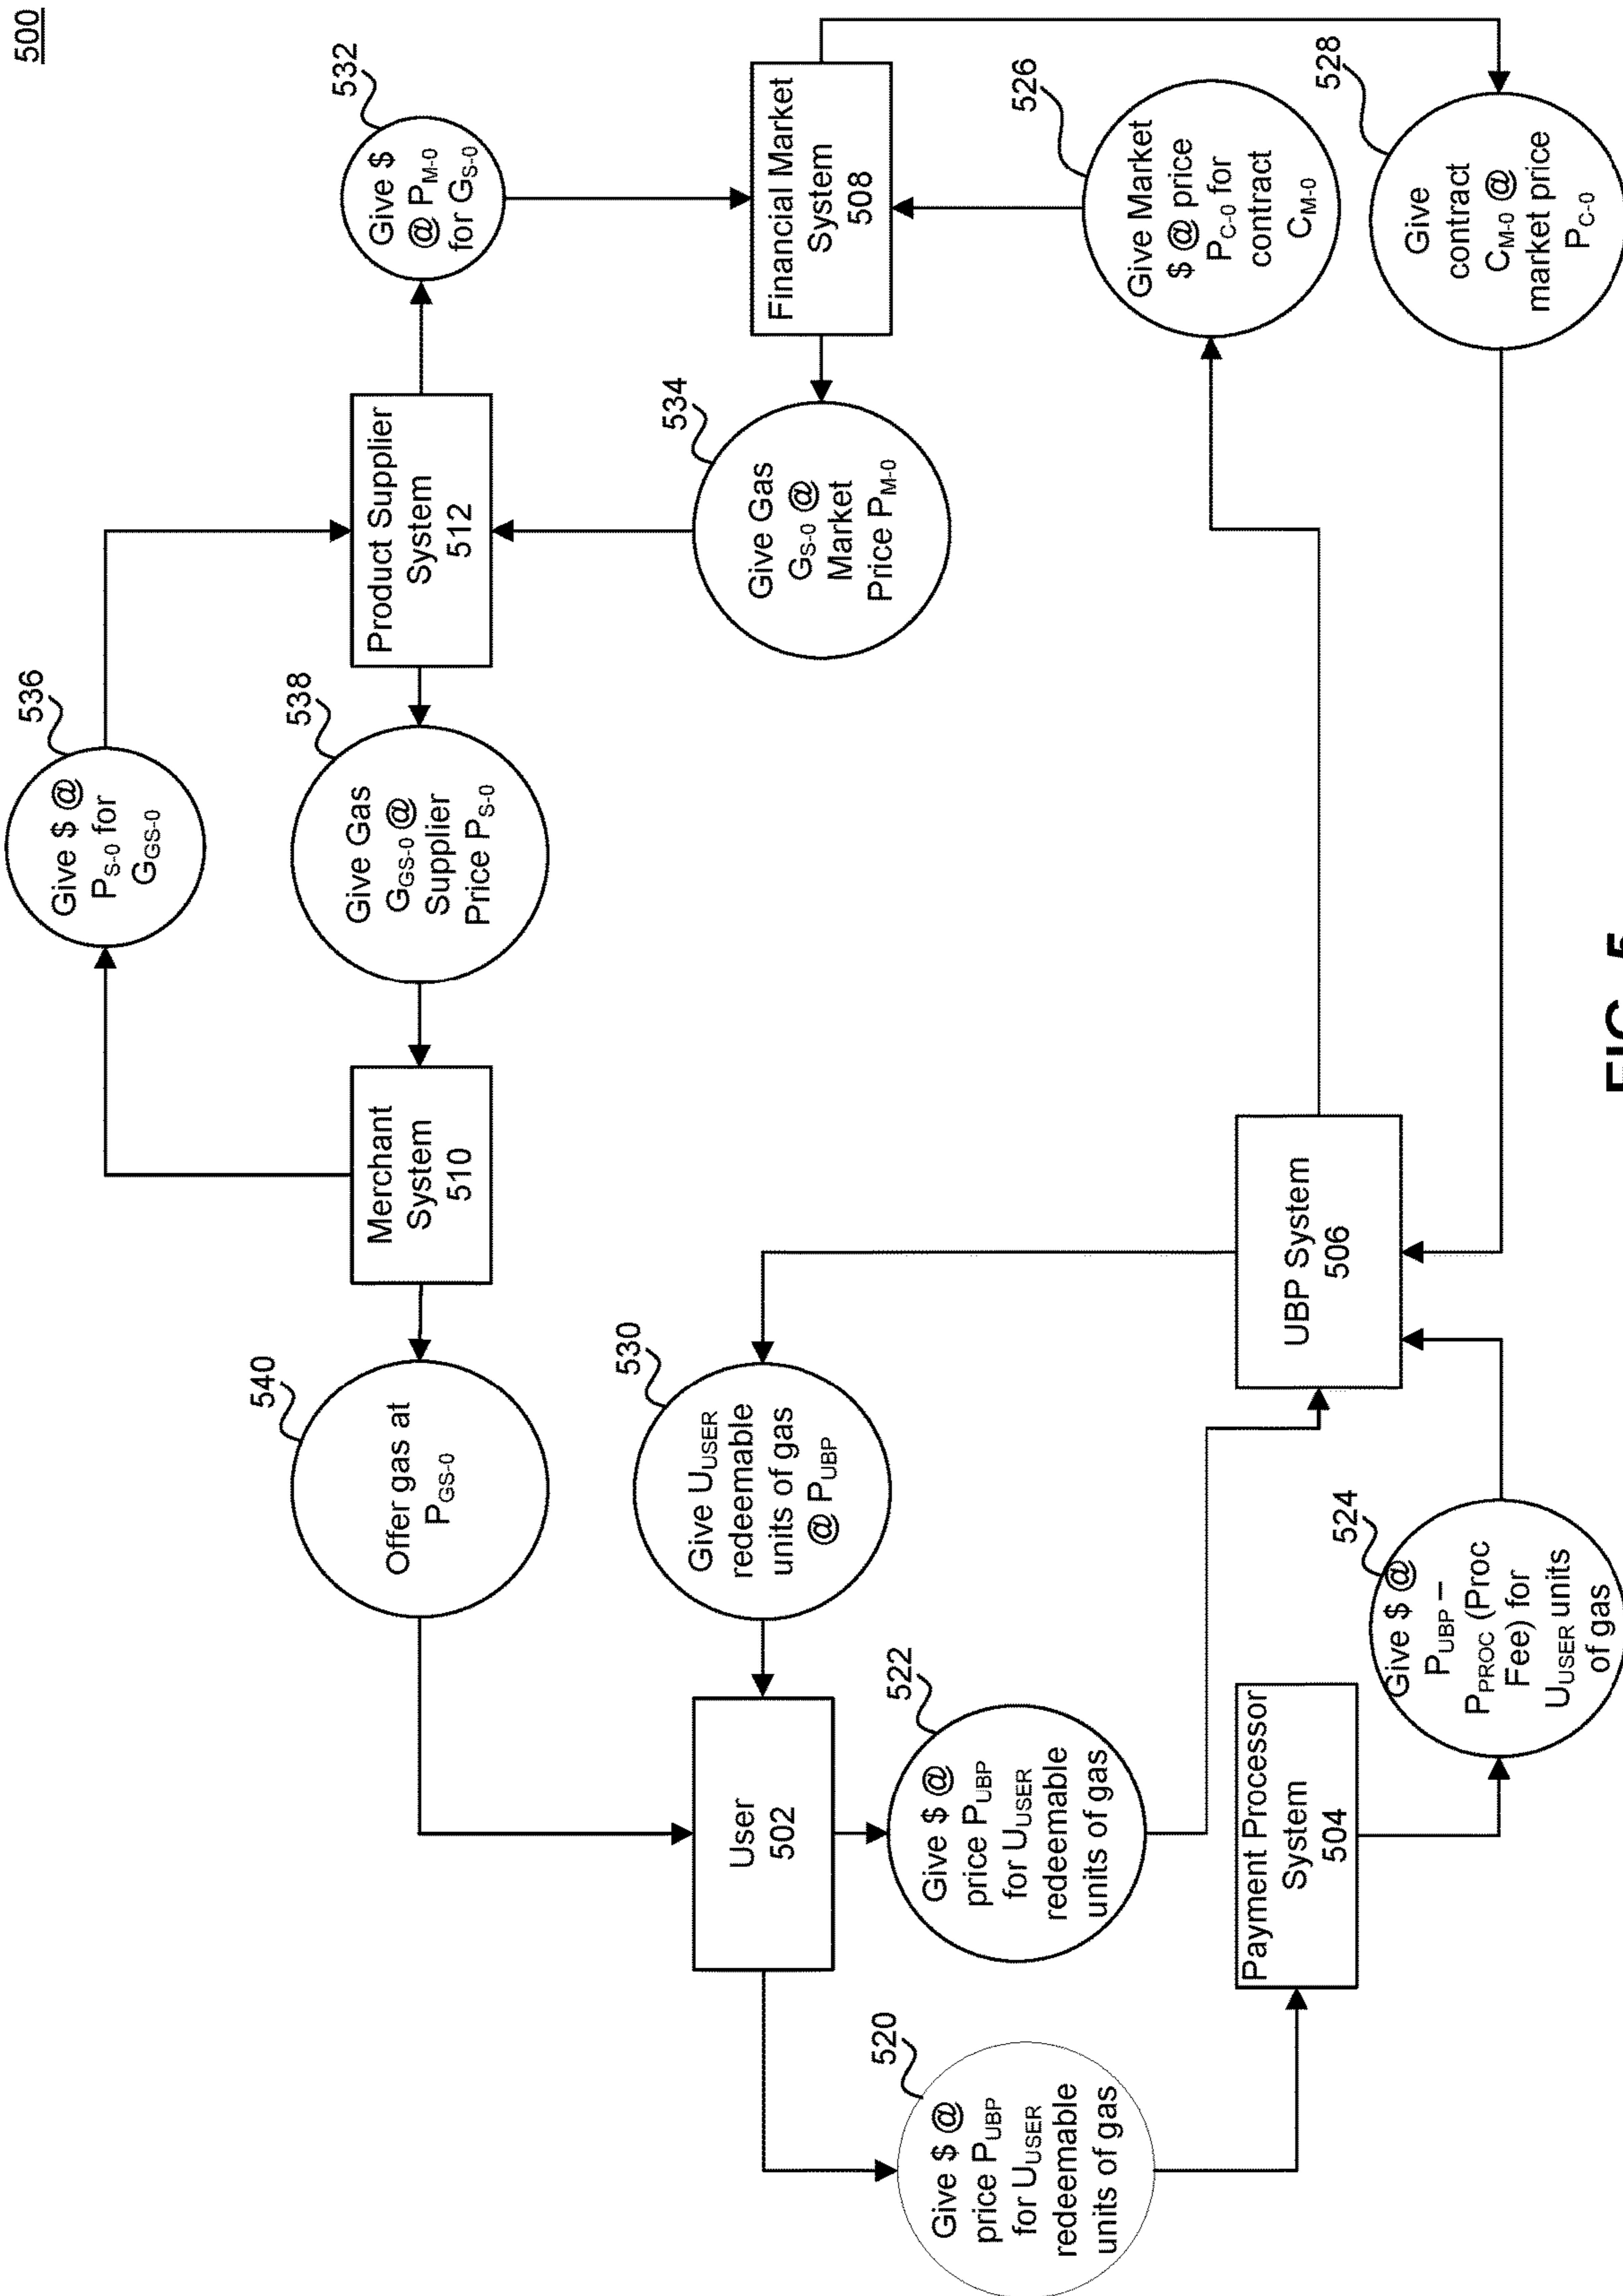 500
532
Give $
@ PM-0
for GS-0
Financial Market
System
508
526
Give Market
$ @ price
PC-0 for
contract
CM-0
528
Give
contract
CM-0 @
market price
PC-0
536
Give $ @
PS-0 for
GGS-0
Product Supplier
System
512
534
Give Gas
GS-0 @
Market
Price PM-0
538
Give Gas
GGS-0 @
Supplier
Price PS-0
Merchant
System
510
540
Offer gas at
PGS-0
530
Give UUSER
redeemable
units of gas
@ PUBP
UBP System
506
User
502
522
Give $ @
price PUBP
for UUSER
redeemable
units of gas
524
Give $ @
PUBP –
PPROC (Proc
Fee) for
UUSER units
of gas
Payment Processor
System
504
520
Give $ @
price PUBP
for UUSER
redeemable
units of gas
FIG. 5